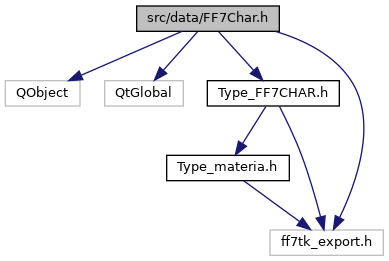 src/data/FF7Char.h
QObject
QtGlobal
Type_FF7CHAR.h
Type_materia.h
ff7tk_export.h